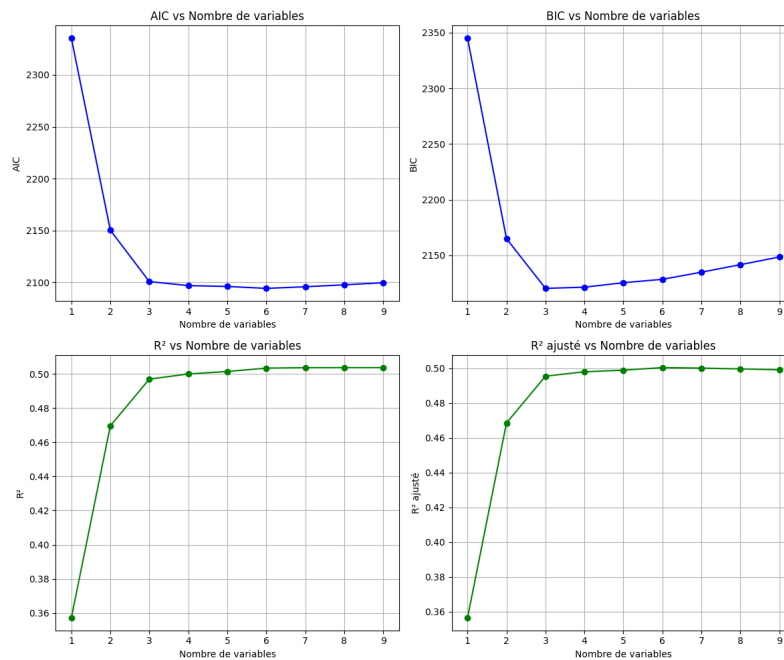 AIC vs Nombre de variables
2300
2250
2200
2150
2100
AIC
1 2 3 4 5 6 7 8 9
Nombre de variables
BIC vs Nombre de variables
2350
2300
2250
2200
2150
BIC
1 2 3 4 5 6 7 8 9
Nombre de variables
R² vs Nombre de variables
0.50
0.48
0.46
0.44
0.42
0.40
0.38
0.36
R²
1 2 3 4 5 6 7 8 9
Nombre de variables
R² ajusté vs Nombre de variables
0.50
0.48
0.46
0.44
0.42
0.40
0.38
0.36
R² ajusté
1 2 3 4 5 6 7 8 9
Nombre de variables